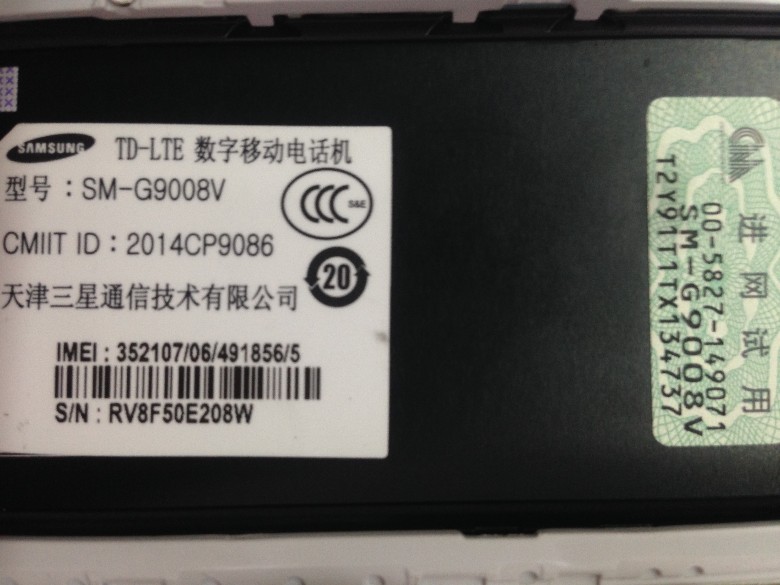 SAMSUNG TD-LTE 数字移动电话机
型号：SM-G9008V
CCC S&E
CMIIT ID：2014CP9086
20
天津三星通信技术有限公司
IMEI : 352107/06/491856/5
S/N : RV8F50E208W
进网试用
00-5827-149071
SM-G9008V
T2Y91T1TX134737